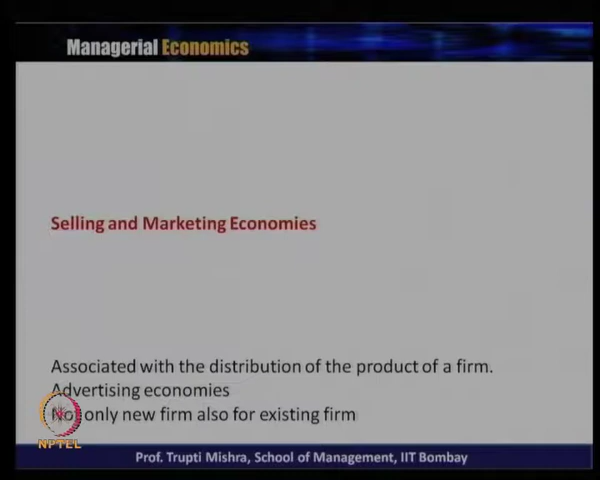 Managerial Economics
Selling and Marketing Economies
Associated with the distribution of the product of a firm.
Advertising economies
Not only new firm also for existing firm
NPTEL
Prof. Trupti Mishra, School of Management, IIT Bombay